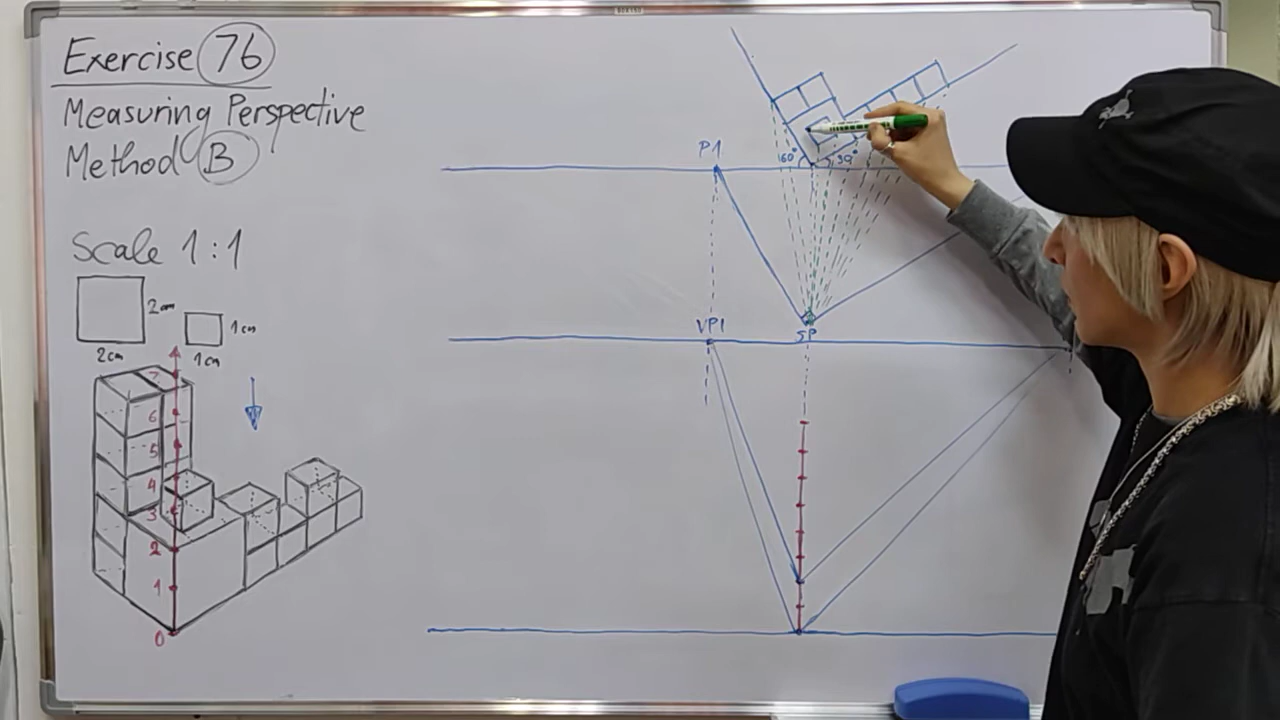 Exercise 76
Measuring Perspective
Method B
Scale 1:1
2cm
1cm
2cm
1cm
7
6
5
4
3
2
1
0
P1
60°
30°
SP
VP1